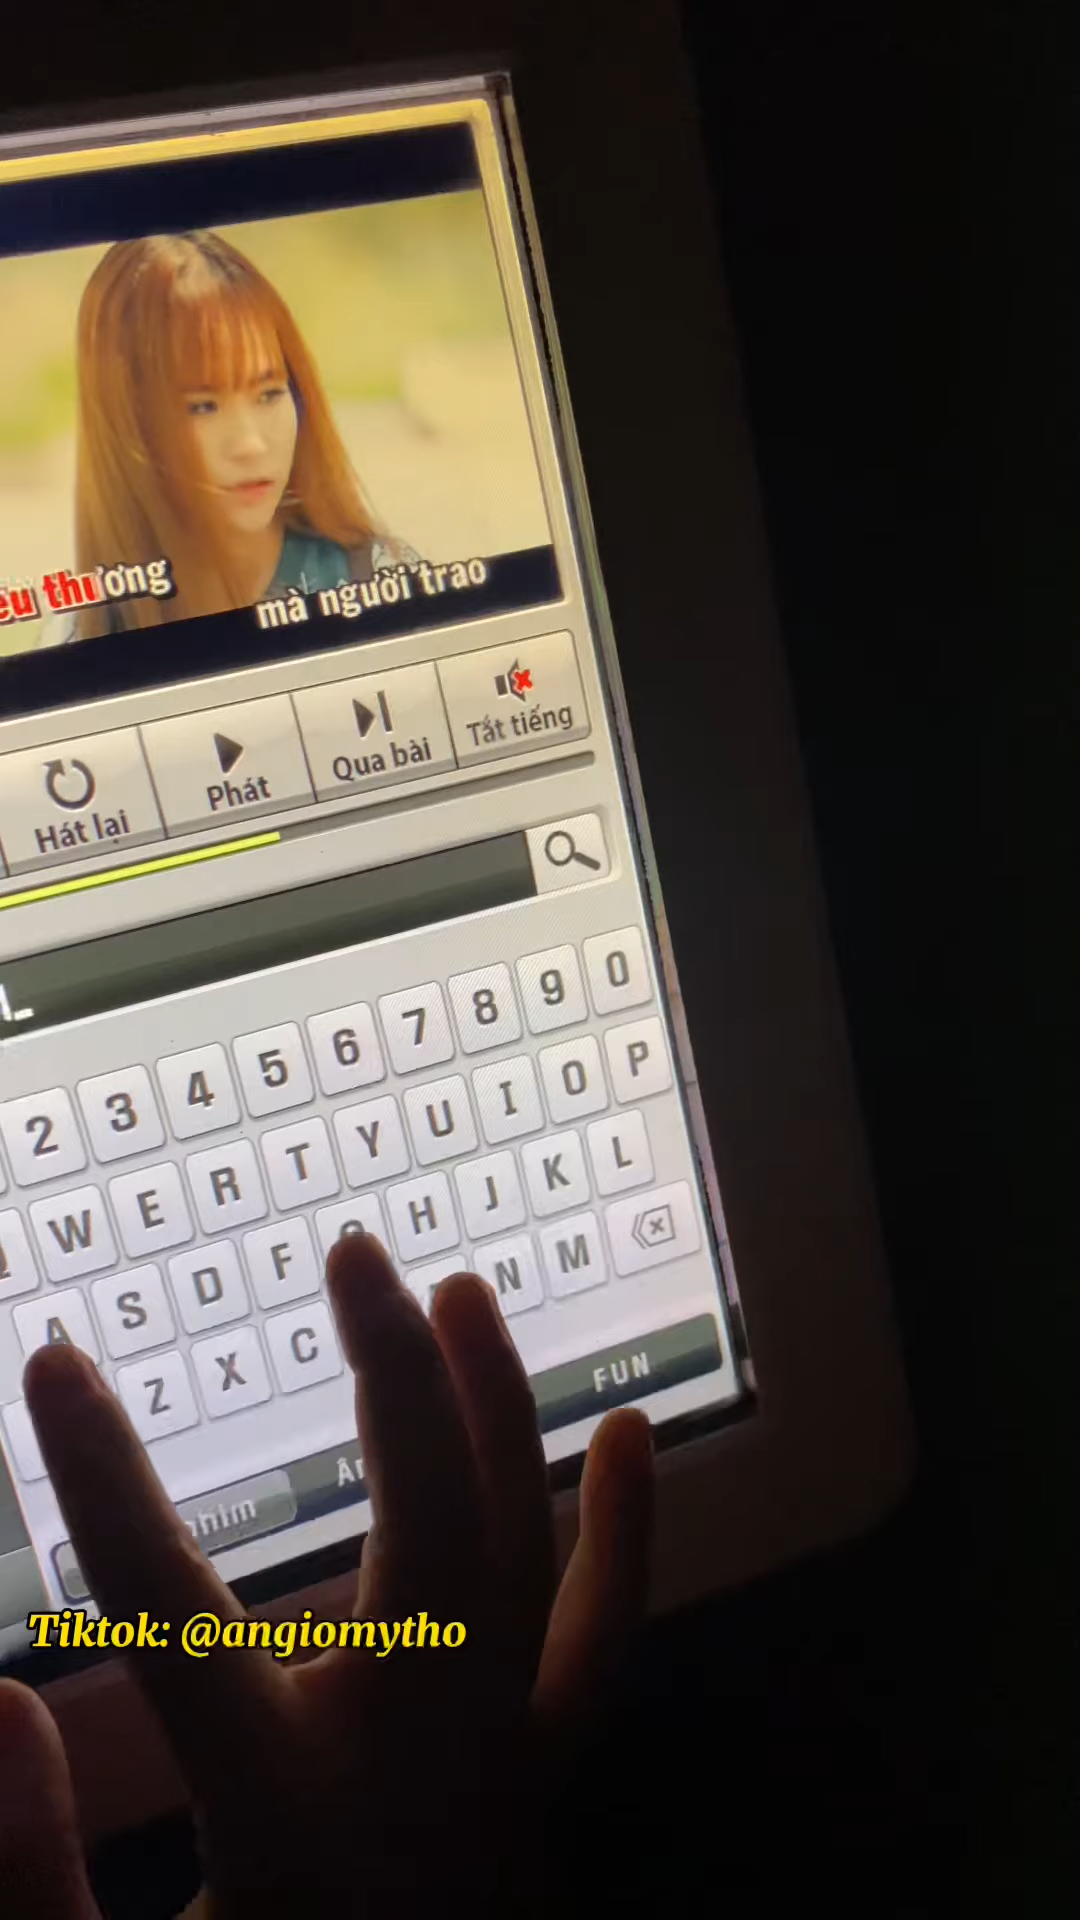 thương
mà người trao
Hát lại
Phát
Qua bài
Tắt tiếng
2 3 4 5 6 7 8 9 0
W E R T Y U I O P
A S D F G H J K L
Z X C N M
FUN
Tiktok: @angiomytho